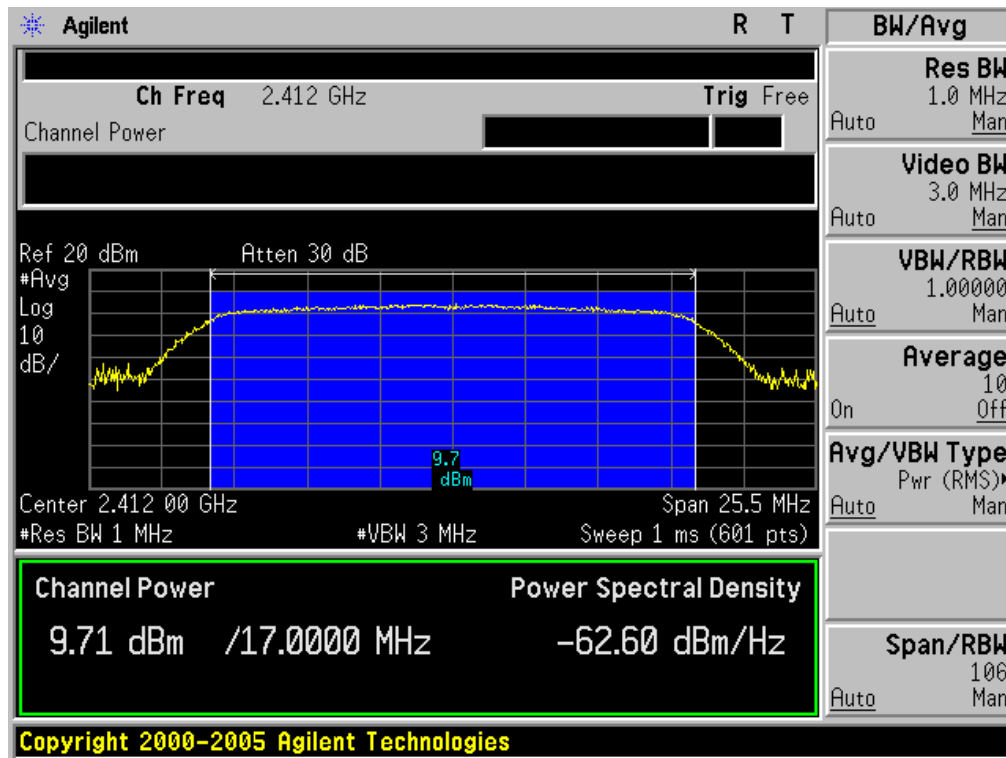 Agilent R T
Ch Freq 2.412 GHz Trig Free
Channel Power
Ref 20 dBm Atten 30 dB
#Avg
Log
10
dB/
9.7
dBm
Center 2.412 00 GHz Span 25.5 MHz
#Res BW 1 MHz #VBW 3 MHz Sweep 1 ms (601 pts)
Channel Power Power Spectral Density
9.71 dBm /17.0000 MHz -62.60 dBm/Hz
Copyright 2000-2005 Agilent Technologies
BW/Avg
Res BW
1.0 MHz
Auto Man
Video BW
3.0 MHz
Auto Man
VBW/RBW
1.00000
Auto Man
Average
10
On Off
Avg/VBW Type
Pwr (RMS)
Auto Man
Span/RBW
106
Auto Man